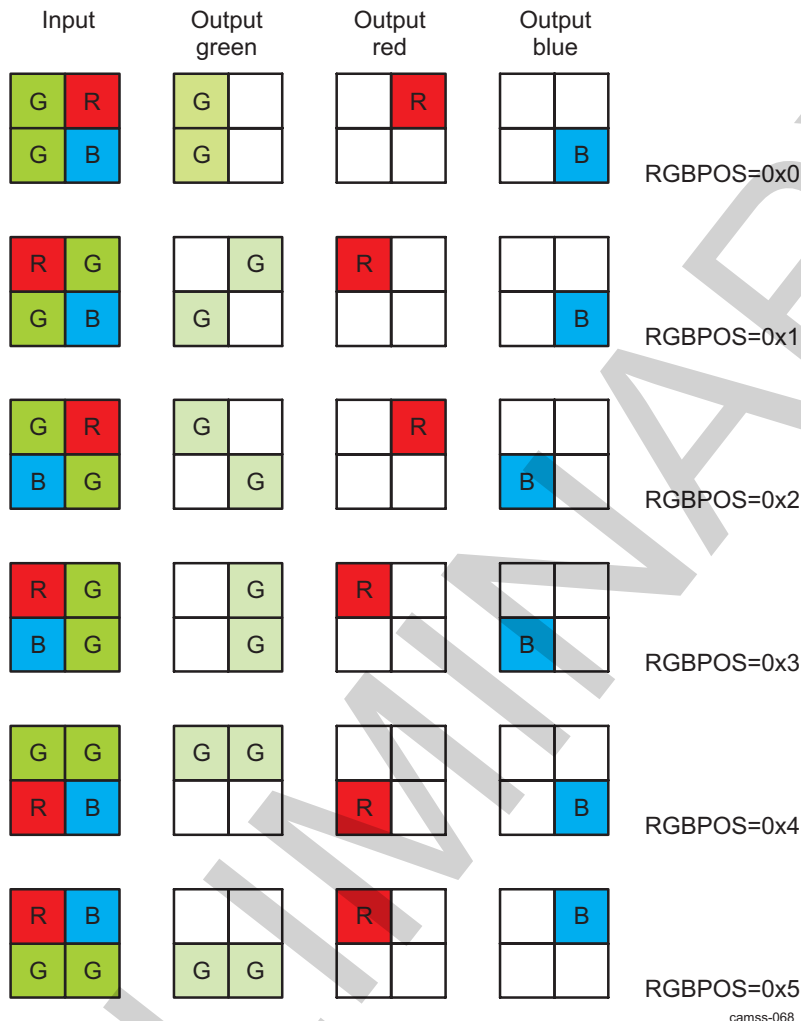 Input Output green Output red Output blue
G R G R
G B G B RGBPOS=0x0
R G G R
G B G B RGBPOS=0x1
G R G R
B G G B RGBPOS=0x2
R G G R
B G G B RGBPOS=0x3
G G G G
R B R B RGBPOS=0x4
R B R B
G G G G RGBPOS=0x5
camss-068